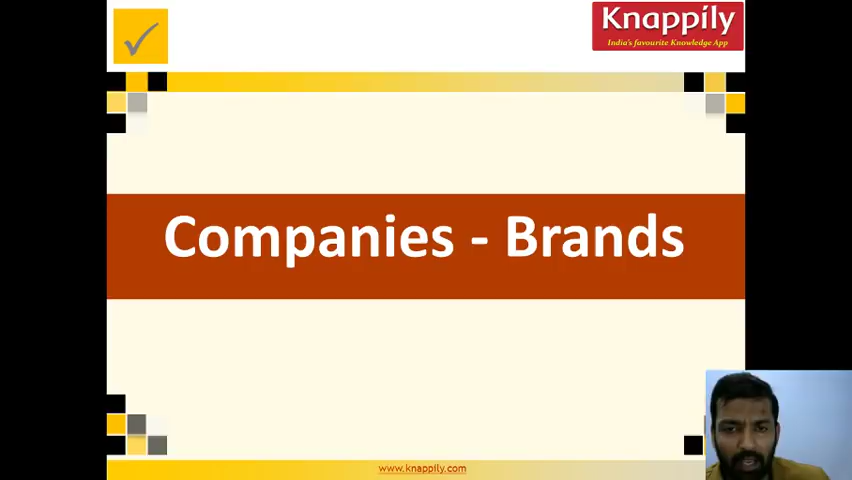 Knappily
India's favourite Knowledge App
Companies - Brands
www.knappily.com